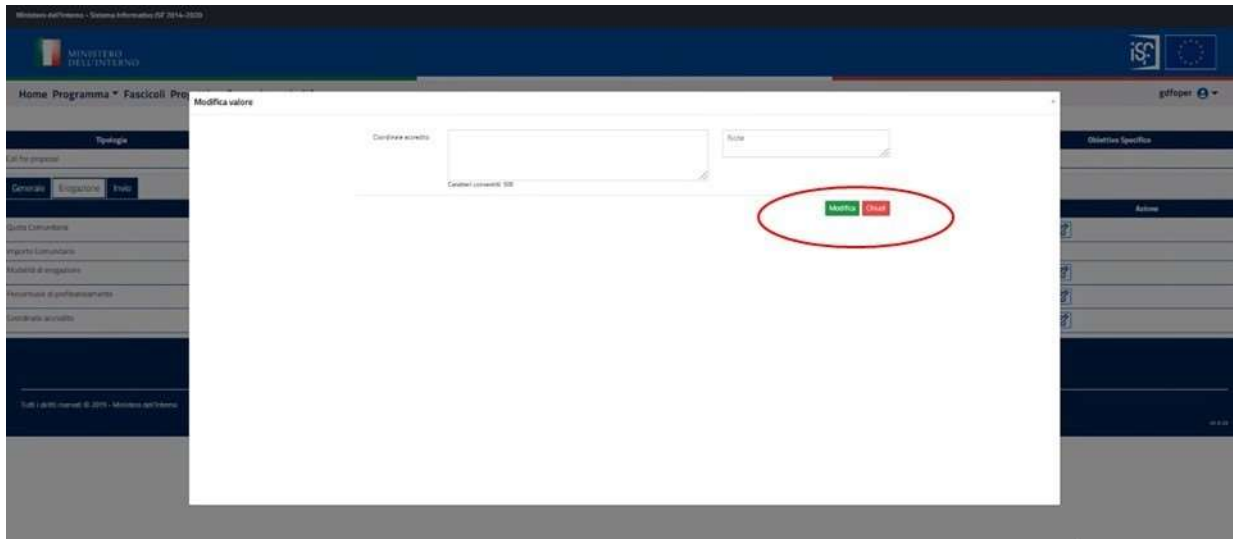 Ministero dell'Interno - Sistema Informativo ISF 2014-2020
MINISTERO
DELL'INTERNO
iSF
Home Programma Fascicoli
gdfoper
Modifica valore
Tipologia
Obiettivo Specifico
Call for proposal
Coordinate accredito
Note
Caratteri consentiti: 500
Modifica Chiudi
Generale Erogazione Invio
Azione
Quota Comunitaria
Importo Comunitario
Modalità di erogazione
Percentuale di prefinanziamento
Coordinate accredito
Tutti i diritti riservati © 2019 - Ministero dell'Interno